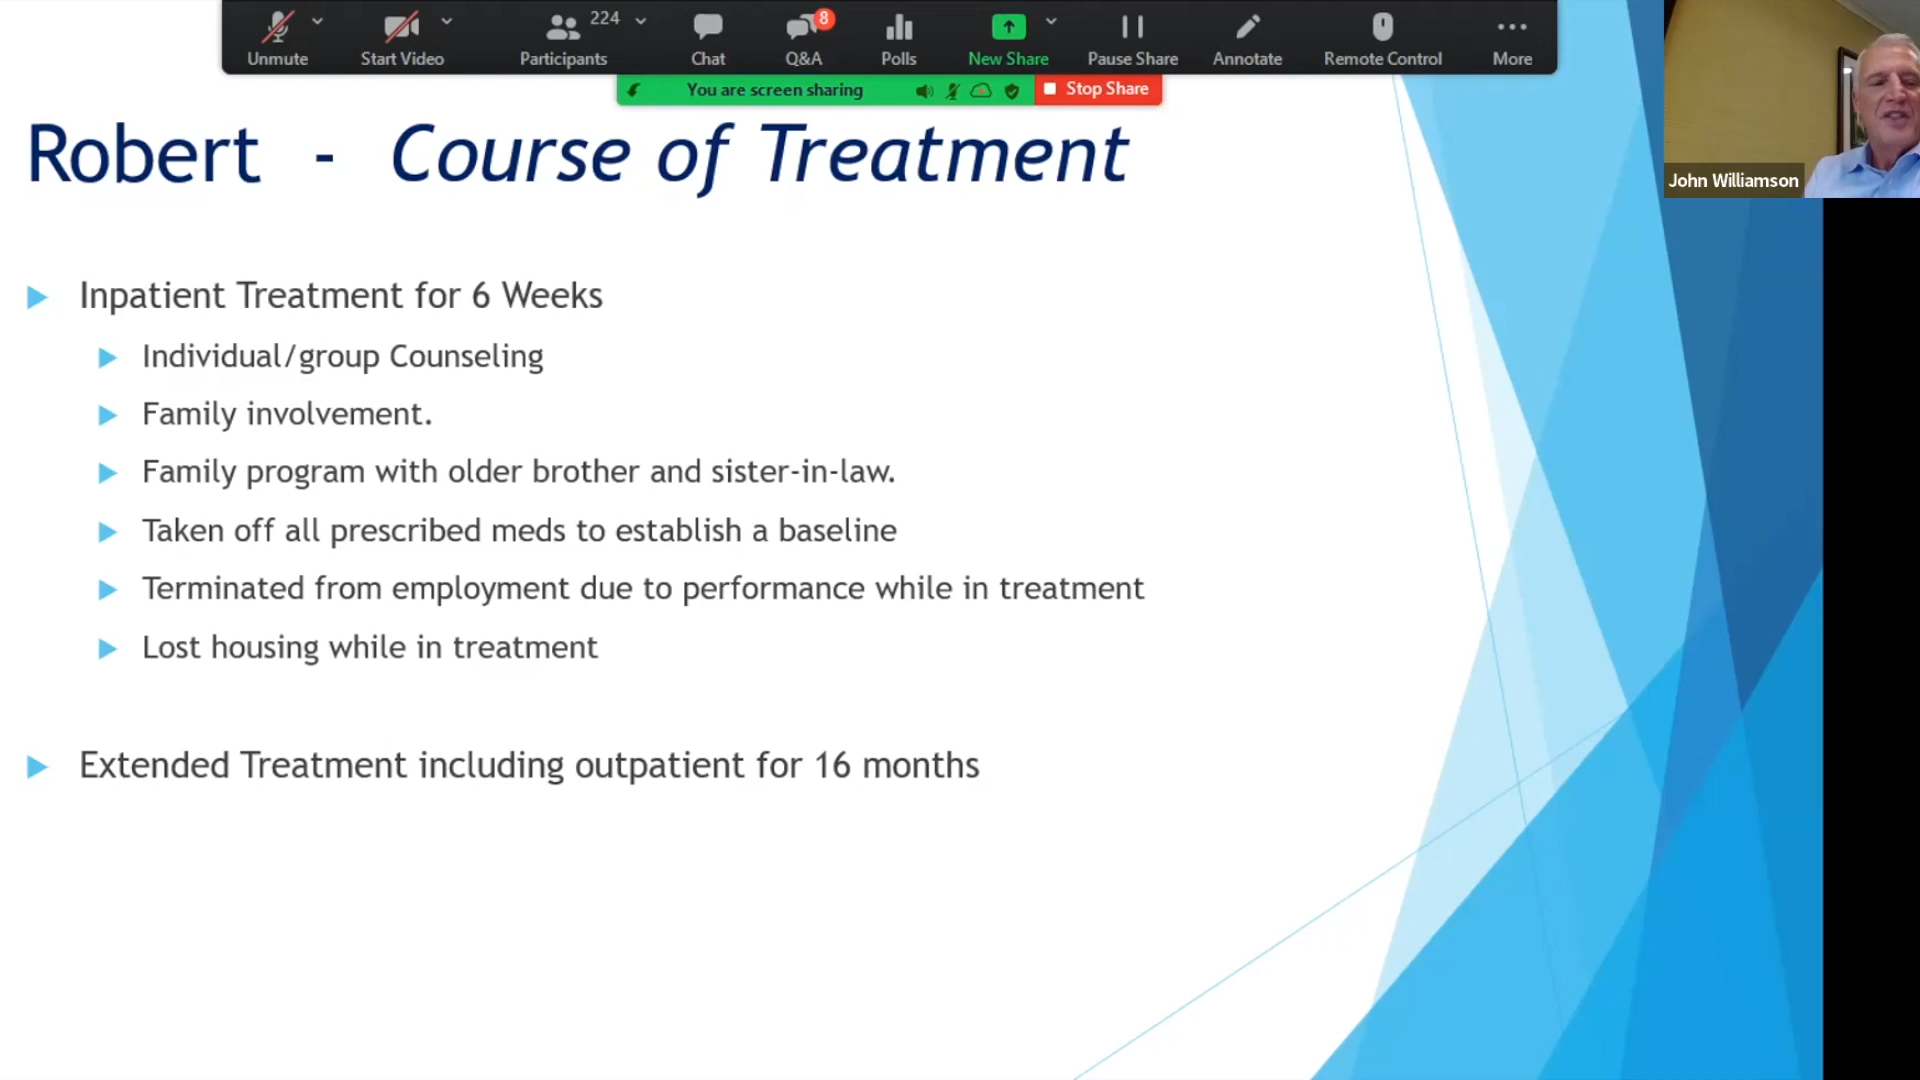 224
8
Unmute
Start Video
Participants
Chat
Q&A
Polls
New Share
Pause Share
Annotate
Remote Control
More
You are screen sharing
Stop Share
John Williamson
Robert - Course of Treatment
Inpatient Treatment for 6 Weeks
Individual/group Counseling
Family involvement.
Family program with older brother and sister-in-law.
Taken off all prescribed meds to establish a baseline
Terminated from employment due to performance while in treatment
Lost housing while in treatment
Extended Treatment including outpatient for 16 months